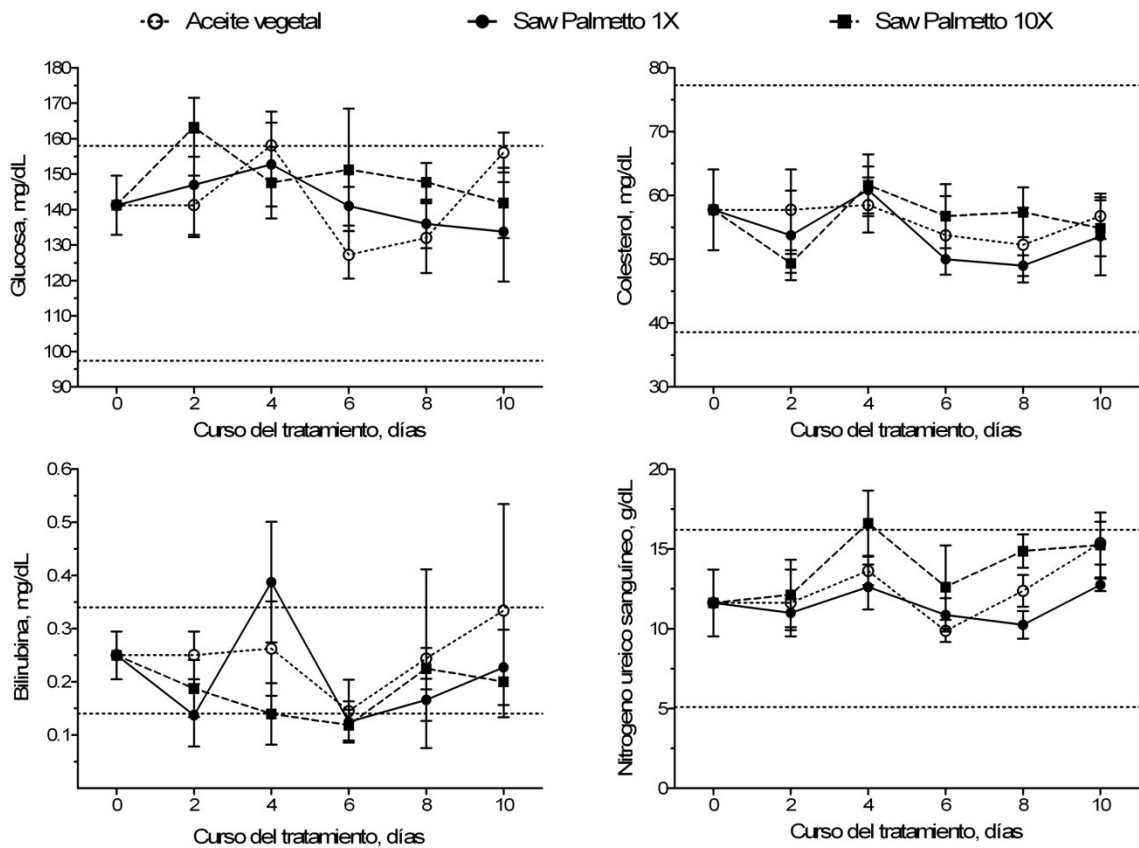 Aceite vegetal
Saw Palmetto 1X
Saw Palmetto 10X
180
170
160
150
140
130
120
110
100
90
Glucosa, mg/dL
0 2 4 6 8 10
Curso del tratamiento, días
80
70
60
50
40
30
Colesterol, mg/dL
0 2 4 6 8 10
Curso del tratamiento, días
0.6
0.5
0.4
0.3
0.2
0.1
Bilirubina, mg/dL
0 2 4 6 8 10
Curso del tratamiento, días
20
15
10
5
0
Nitrogeno ureico sanguíneo, g/dL
0 2 4 6 8 10
Curso del tratamiento, días